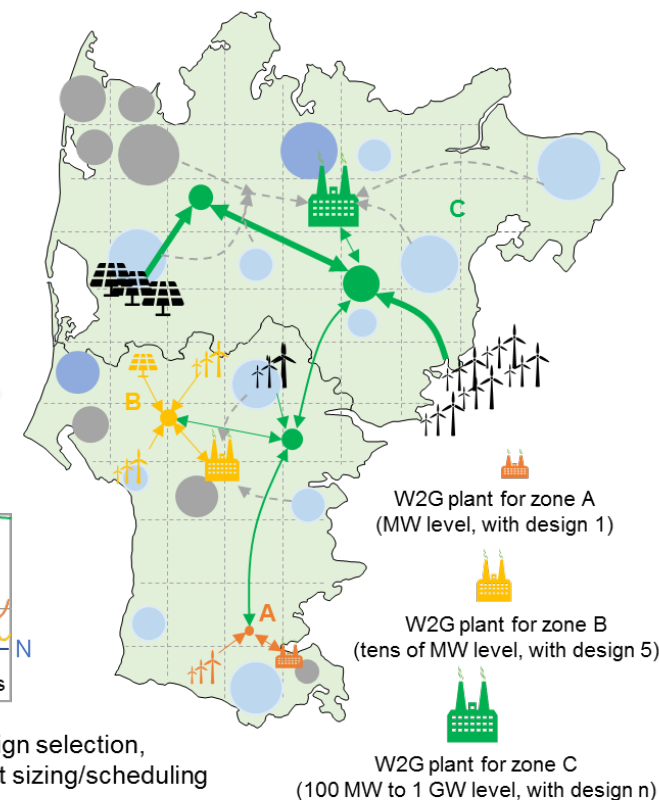 C
B
W2G plant for zone A
(MW level, with design 1)
A
W2G plant for zone B
(tens of MW level, with design 5)
N
s
ign selection,
t sizing/scheduling
W2G plant for zone C
(100 MW to 1 GW level, with design n)